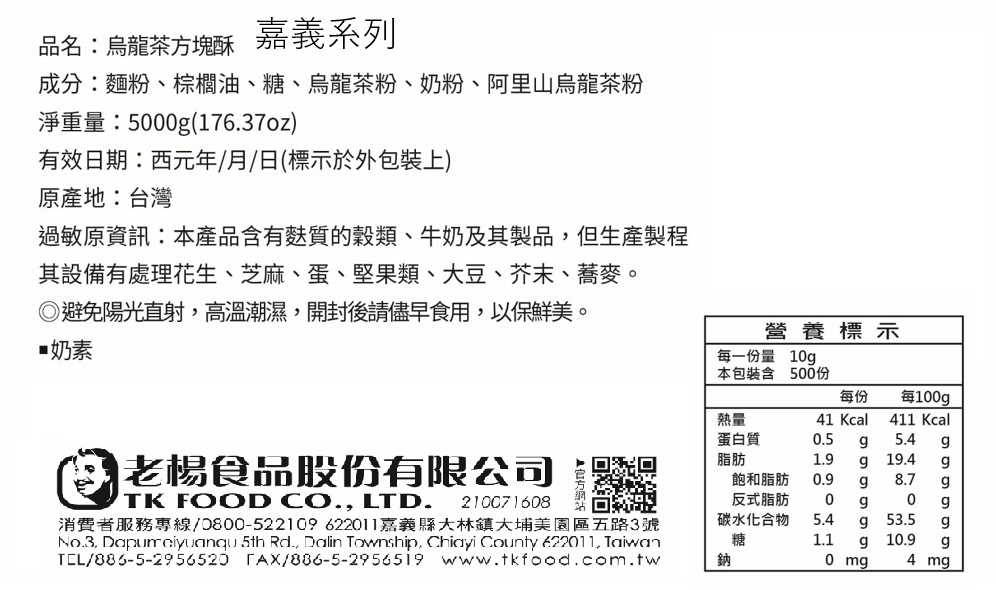 品名：烏龍茶方塊酥 嘉義系列
成分：麵粉、棕櫚油、糖、烏龍茶粉、奶粉、阿里山烏龍茶粉
淨重量：5000g(176.37oz)
有效日期：西元年/月/日(標示於外包裝上)
原產地：台灣
過敏原資訊：本產品含有麩質的穀類、牛奶及其製品，但生產製程
其設備有處理花生、芝麻、蛋、堅果類、大豆、芥末、蕎麥。
◎避免陽光直射，高溫潮濕，開封後請儘早食用，以保鮮美。
▪奶素
營養標示
每一份量 10g
本包裝含 500份
每份 每100g
熱量 41 Kcal 411 Kcal
蛋白質 0.5 g 5.4 g
脂肪 1.9 g 19.4 g
飽和脂肪 0.9 g 8.7 g
反式脂肪 0 g 0 g
碳水化合物 5.4 g 53.5 g
糖 1.1 g 10.9 g
鈉 0 mg 4 mg
老楊食品股份有限公司
TK FOOD CO., LTD. 210071608
▶官方網站
消費者服務專線/0800-522109 622011嘉義縣大林鎮大埔美園區五路3號
No.3, Dapumeiyuanqu 5th Rd., Dalin Township, Chiayi County 622011, Taiwan
TEL/886-5-2956520 FAX/886-5-2956519 www.tkfood.com.tw